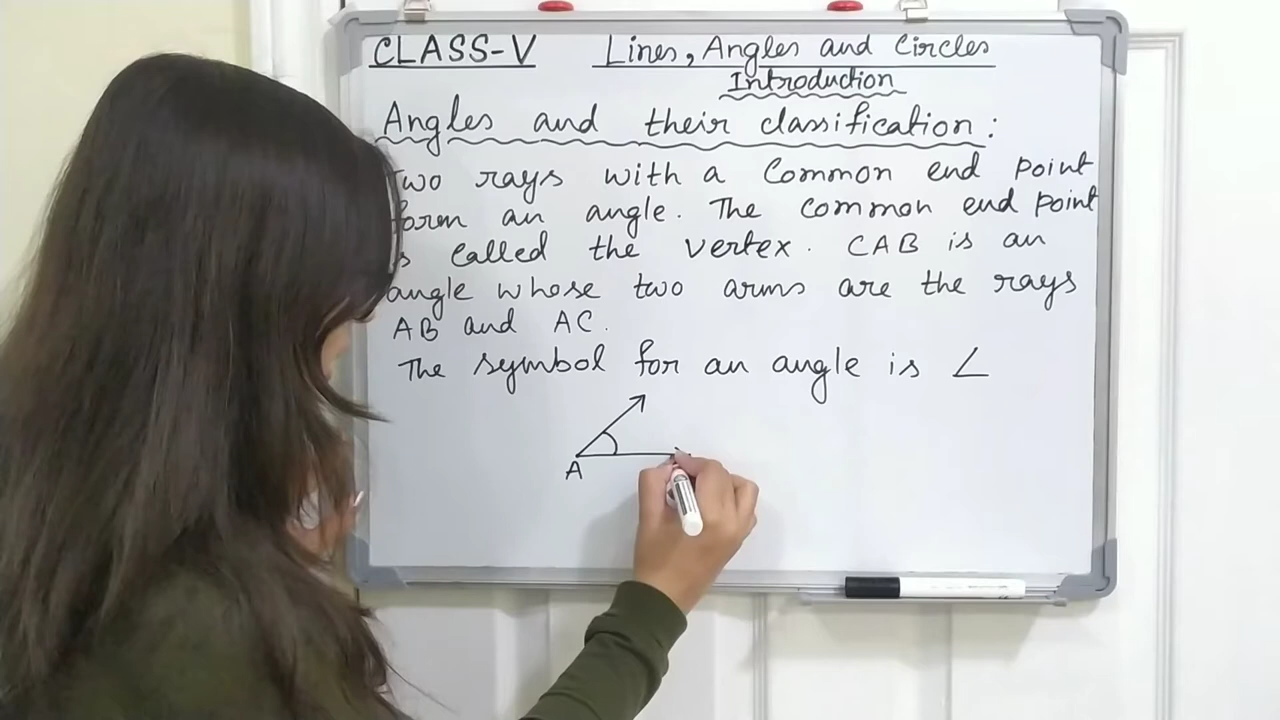 CLASS-V Lines, Angles and Circles
Introduction
Angles and their classification:
Two rays with a Common end point
form an angle. The common end point
is called the vertex. CAB is an
angle whose two arms are the rays
AB and AC.
The symbol for an angle is ∠
A